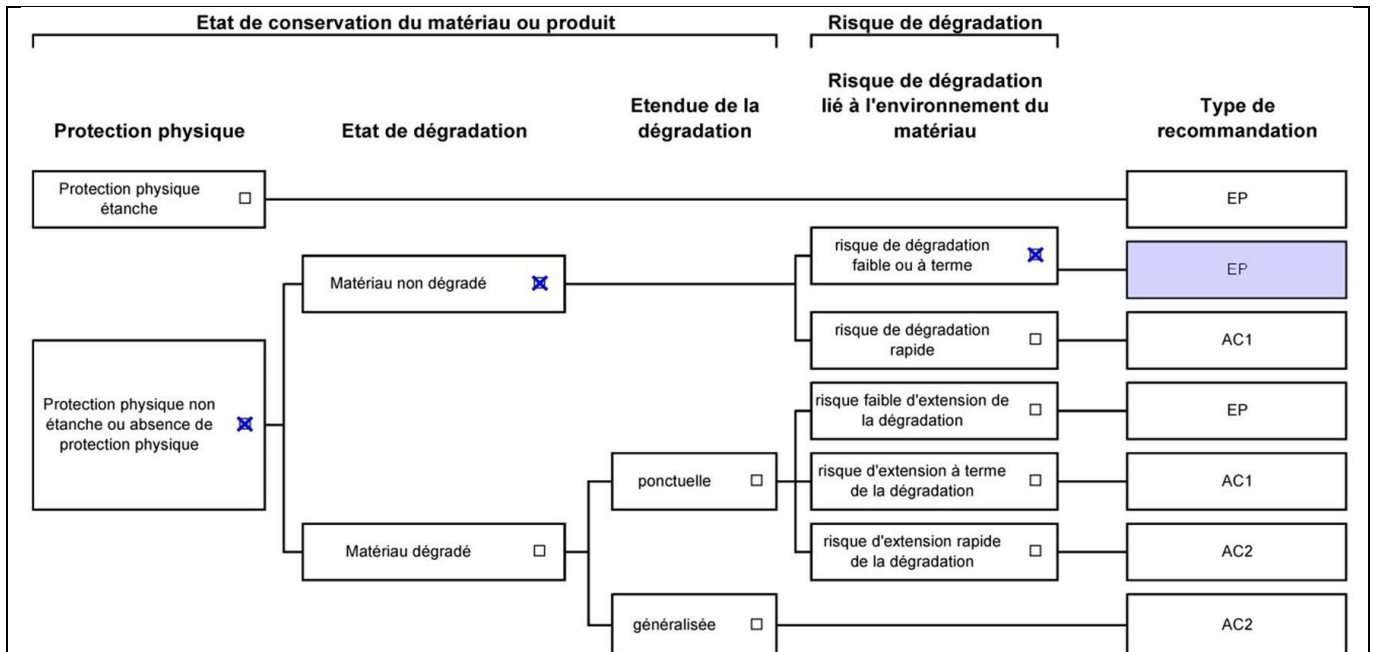 Etat de conservation du matériau ou produit
Risque de dégradation
Protection physique
Etat de dégradation
Etendue de la
dégradation
Risque de dégradation
lié à l'environnement du
matériau
Type de
recommandation
Protection physique
étanche
EP
Protection physique non
étanche ou absence de
protection physique
Matériau non dégradé
risque de dégradation
faible ou à terme
EP
risque de dégradation
rapide
AC1
Matériau dégradé
ponctuelle
risque faible d'extension de
la dégradation
EP
risque d'extension à terme
de la dégradation
AC1
risque d'extension rapide
de la dégradation
AC2
généralisée
AC2